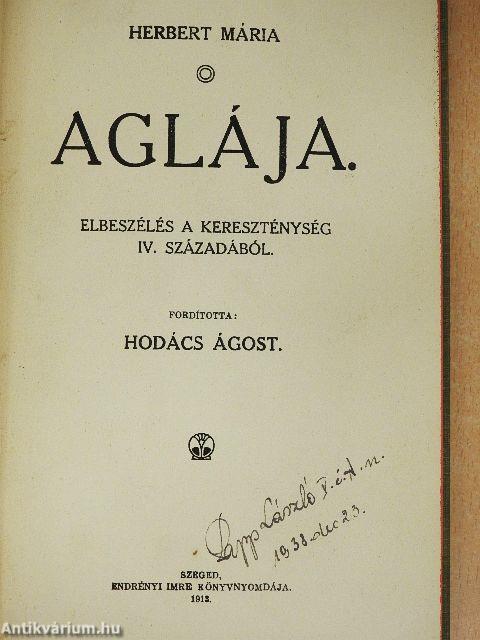 HERBERT MÁRIA
AGLÁJA.
ELBESZÉLÉS A KERESZTÉNYSÉG
IV. SZÁZADÁBÓL.
FORDÍTOTTA:
HODÁCS ÁGOST.
Papp László V. é. t. n.
1938. dec 23.
SZEGED,
ENDRÉNYI IMRE KÖNYVNYOMDÁJA.
1913.
Antikvárium.hu